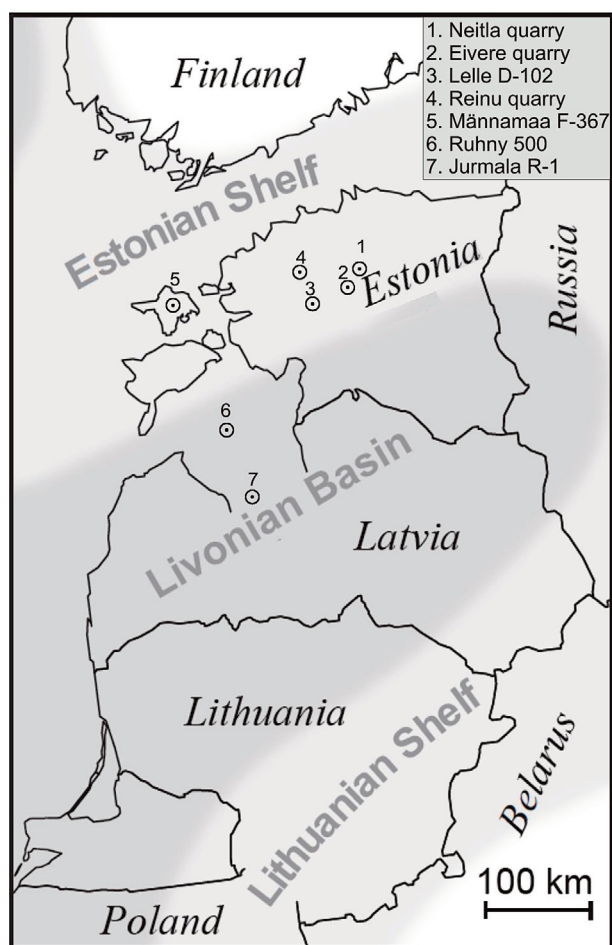 1. Neitla quarry
2. Eivere quarry
3. Lelle D-102
4. Reinu quarry
5. Männamaa F-367
6. Ruhny 500
7. Jurmala R-1
Finland
Estonian Shelf
Russia
1
4
2
Estonia
3
5
6
7
Livonian Basin
Latvia
Lithuania
Lithuanian Shelf
Belarus
100 km
Poland